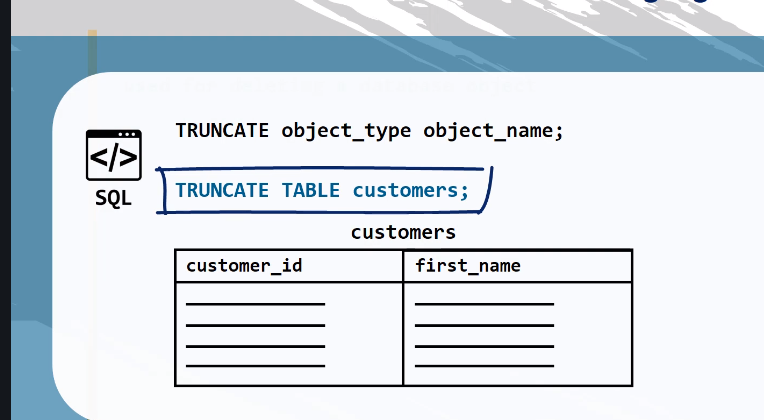 TRUNCATE object_type object_name;
</>
SQL
TRUNCATE TABLE customers;
customers
customer_id first_name